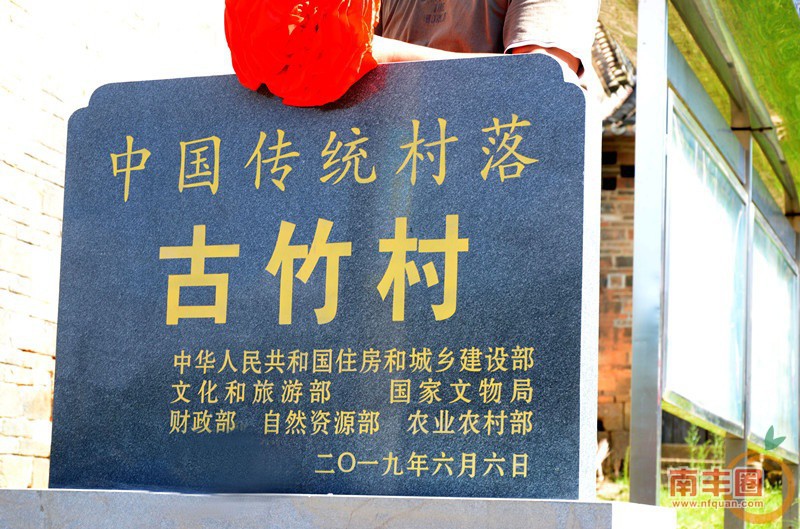 中国传统村落
古竹村
中华人民共和国住房和城乡建设部
文化和旅游部 国家文物局
财政部 自然资源部 农业农村部
二〇一九年六月六日
南丰圈
www.nfquan.com